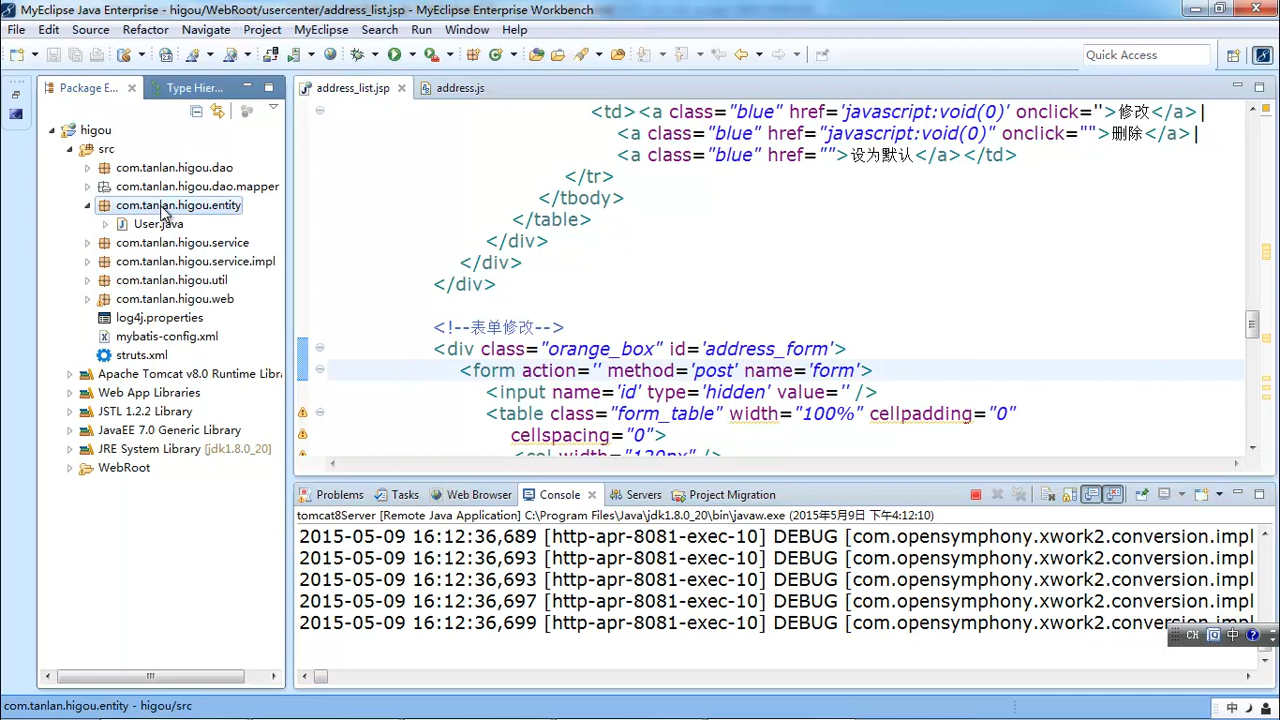 MyEclipse Java Enterprise - higou/WebRoot/usercenter/address_list.jsp - MyEclipse Enterprise Workbench
File Edit Source Refactor Navigate Project MyEclipse Search Run Window Help
Quick Access
Package E... Type Hier...
address_list.jsp address.js
higou
src
com.tanlan.higou.dao
com.tanlan.higou.dao.mapper
com.tanlan.higou.entity
User.java
com.tanlan.higou.service
com.tanlan.higou.service.impl
com.tanlan.higou.util
com.tanlan.higou.web
log4j.properties
mybatis-config.xml
struts.xml
Apache Tomcat v8.0 Runtime Libra
Web App Libraries
JSTL 1.2.2 Library
JavaEE 7.0 Generic Library
JRE System Library [jdk1.8.0_20]
WebRoot
<td><a class="blue" href='javascript:void(0)' onclick=''>修改</a>|
<a class="blue" href="javascript:void(0)" onclick="">删除</a>|
<a class="blue" href="">设为默认</a></td>
</tr>
</tbody>
</table>
</div>
</div>
</div>
<!--表单修改-->
<div class="orange_box" id='address_form'>
<form action='' method='post' name='form'>
<input name='id' type='hidden' value='' />
<table class="form_table" width="100%" cellpadding="0"
cellspacing="0">
<col width="120px" />
Problems Tasks Web Browser Console Servers Project Migration
tomcat8Server [Remote Java Application] C:\Program Files\Java\jdk1.8.0_20\bin\javaw.exe (2015年5月9日 下午4:12:10)
2015-05-09 16:12:36,689 [http-apr-8081-exec-10] DEBUG [com.opensymphony.xwork2.conversion.impl
2015-05-09 16:12:36,693 [http-apr-8081-exec-10] DEBUG [com.opensymphony.xwork2.conversion.impl
2015-05-09 16:12:36,693 [http-apr-8081-exec-10] DEBUG [com.opensymphony.xwork2.conversion.impl
2015-05-09 16:12:36,697 [http-apr-8081-exec-10] DEBUG [com.opensymphony.xwork2.conversion.impl
2015-05-09 16:12:36,699 [http-apr-8081-exec-10] DEBUG [com.opensymphony.xwork2.conversion.impl
CH 中
com.tanlan.higou.entity - higou/src
中